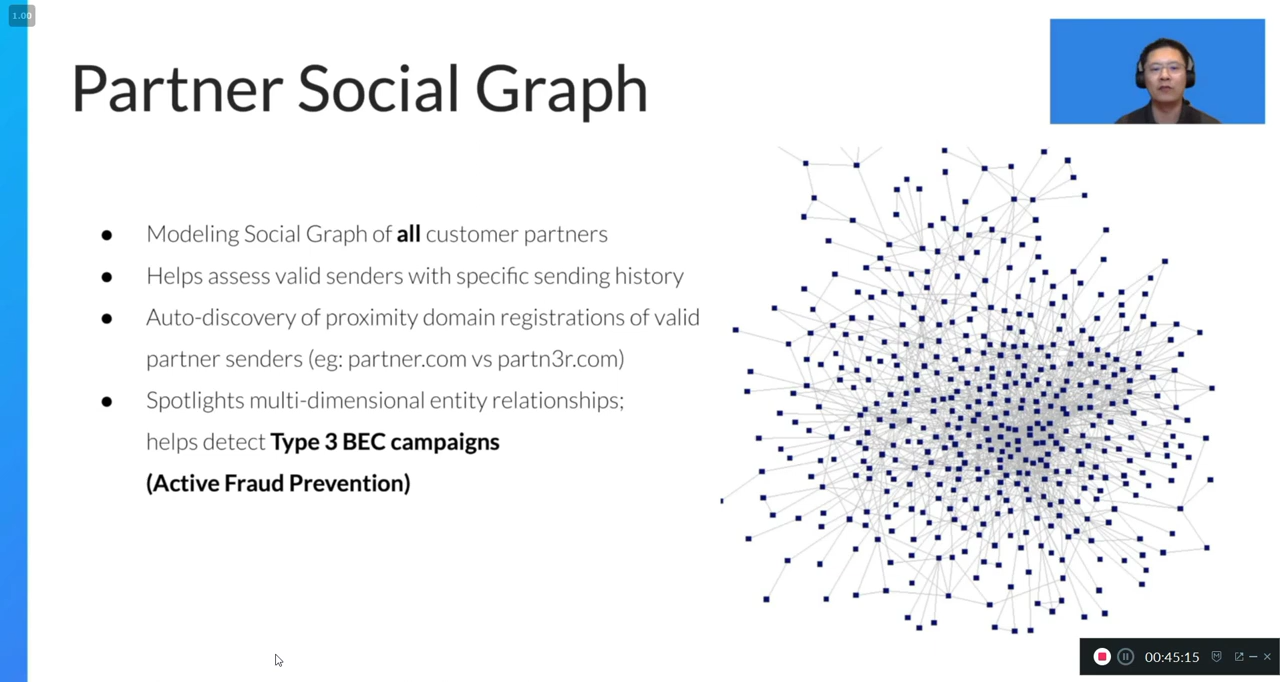 1.00
Partner Social Graph
● Modeling Social Graph of all customer partners
● Helps assess valid senders with specific sending history
● Auto-discovery of proximity domain registrations of valid
partner senders (eg: partner.com vs partn3r.com)
● Spotlights multi-dimensional entity relationships;
helps detect Type 3 BEC campaigns
(Active Fraud Prevention)
00:45:15